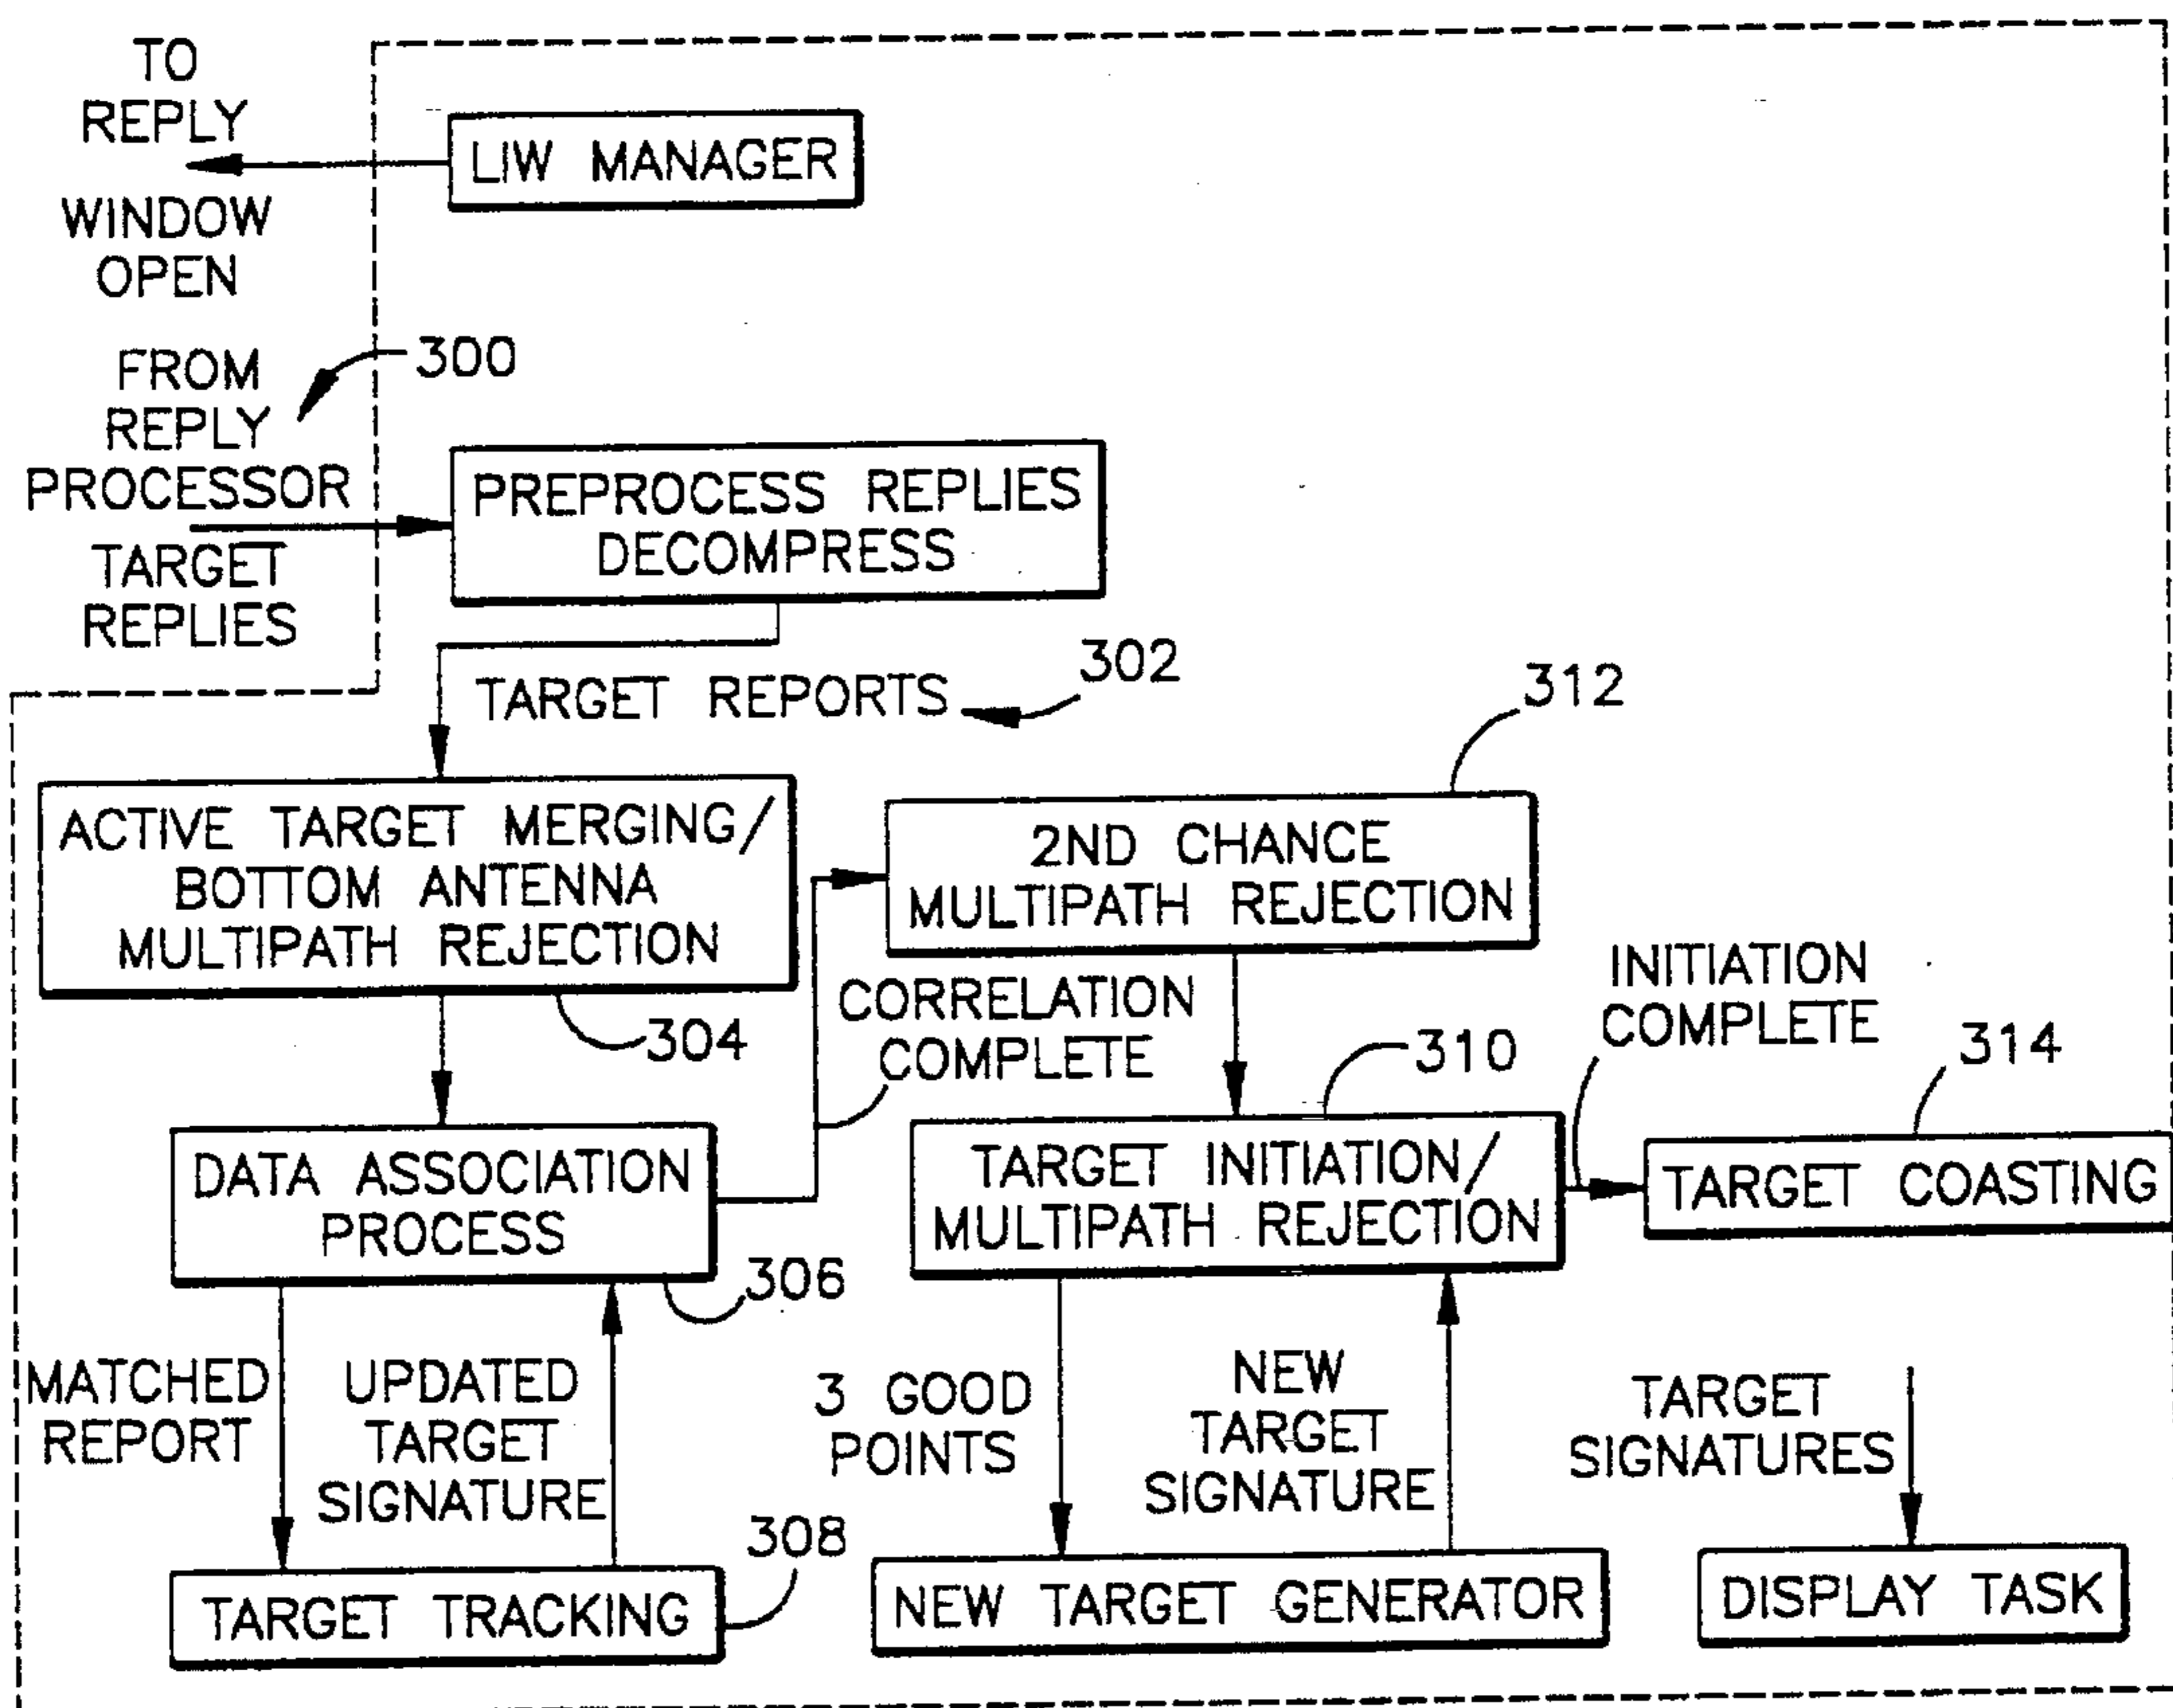 TO
REPLY
WINDOW
OPEN
LIW MANAGER
FROM
REPLY
PROCESSOR
TARGET
REPLIES
300
PREPROCESS REPLIES
DECOMPRESS
TARGET REPORTS
302
312
ACTIVE TARGET MERGING/
BOTTOM ANTENNA
MULTIPATH REJECTION
304
2ND CHANCE
MULTIPATH REJECTION
CORRELATION
COMPLETE
INITIATION
COMPLETE
310
314
DATA ASSOCIATION
PROCESS
306
TARGET INITIATION/
MULTIPATH REJECTION
TARGET COASTING
MATCHED
REPORT
UPDATED
TARGET
SIGNATURE
3 GOOD
POINTS
NEW
TARGET
SIGNATURE
TARGET
SIGNATURES
308
TARGET TRACKING
NEW TARGET GENERATOR
DISPLAY TASK